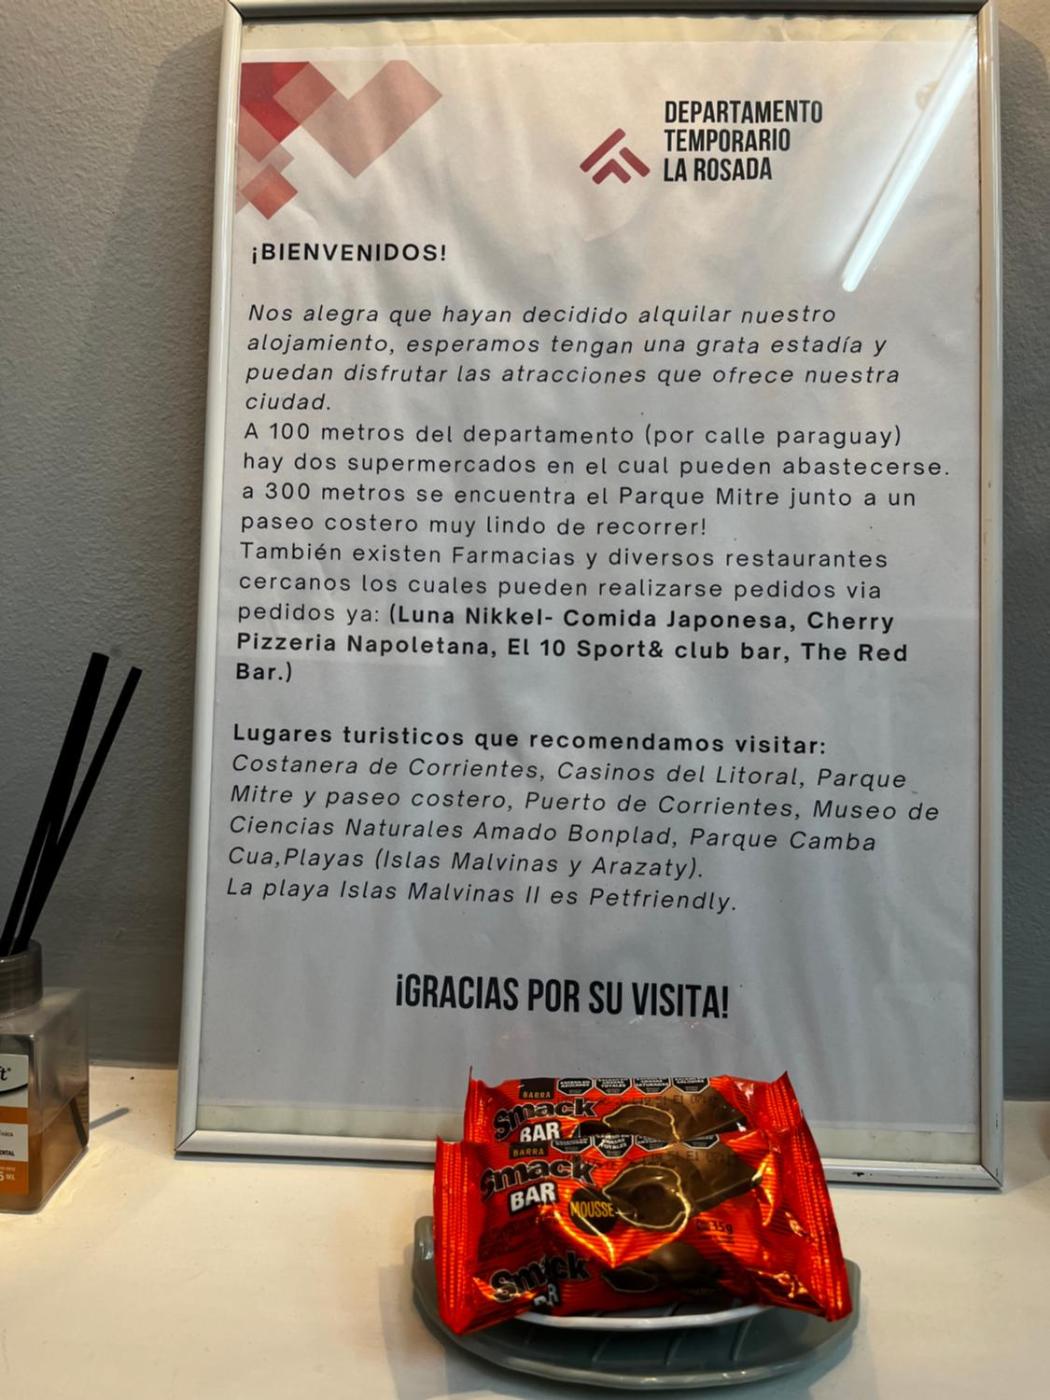 DEPARTAMENTO
TEMPORARIO
LA ROSADA
¡BIENVENIDOS!
Nos alegra que hayan decidido alquilar nuestro
alojamiento, esperamos tengan una grata estadía y
puedan disfrutar las atracciones que ofrece nuestra
ciudad.
A 100 metros del departamento (por calle paraguay)
hay dos supermercados en el cual pueden abastecerse.
a 300 metros se encuentra el Parque Mitre junto a un
paseo costero muy lindo de recorrer!
También existen Farmacias y diversos restaurantes
cercanos los cuales pueden realizarse pedidos via
pedidos ya: (Luna Nikkel- Comida Japonesa, Cherry
Pizzeria Napoletana, El 10 Sport& club bar, The Red
Bar.)
Lugares turisticos que recomendamos visitar:
Costanera de Corrientes, Casinos del Litoral, Parque
Mitre y paseo costero, Puerto de Corrientes, Museo de
Ciencias Naturales Amado Bonplad, Parque Camba
Cua,Playas (Islas Malvinas y Arazaty).
La playa Islas Malvinas II es Petfriendly.
¡GRACIAS POR SU VISITA!
BARRA
Smack
BAR
BARRA
Smack
BAR
MOUSSE
35g
Smack